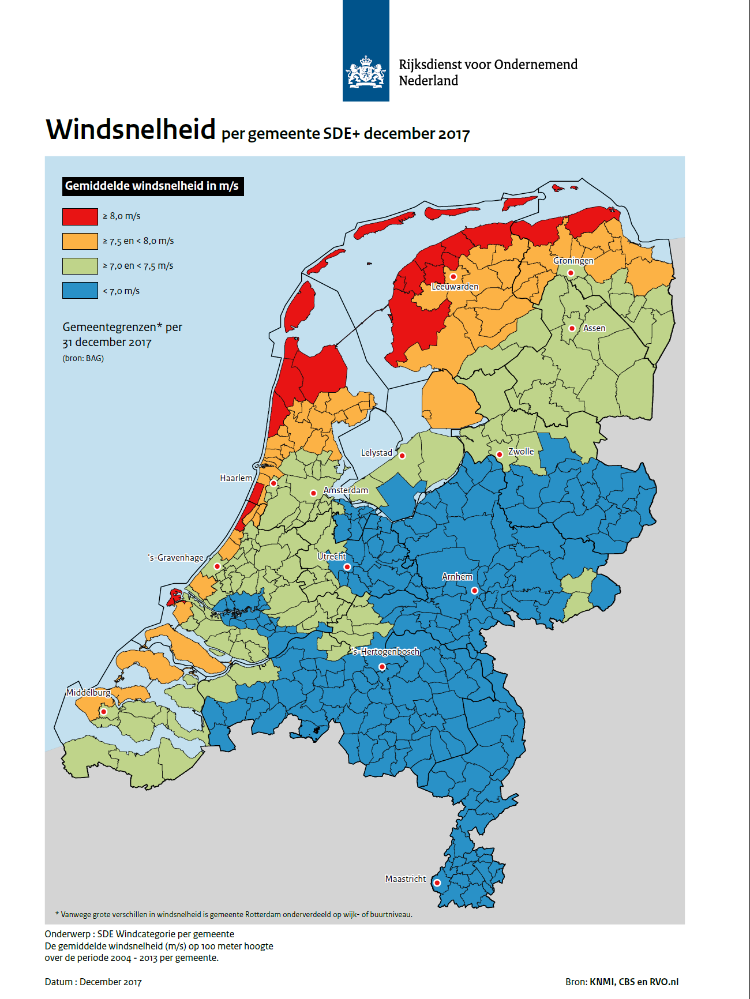 Rijksdienst voor Ondernemend
Nederland
Windsnelheid per gemeente SDE+ december 2017
Gemiddelde windsnelheid in m/s
≥ 8,0 m/s
≥ 7,5 en < 8,0 m/s
≥ 7,0 en < 7,5 m/s
< 7,0 m/s
Gemeentegrenzen* per
31 december 2017
(bron: BAG)
Groningen
Leeuwarden
Assen
Lelystad
Zwolle
Haarlem
Amsterdam
's-Gravenhage
Utrecht
Arnhem
's-Hertogenbosch
Middelburg
Maastricht
* Vanwege grote verschillen in windsnelheid is gemeente Rotterdam onderverdeeld op wijk- of buurtniveau.
Onderwerp : SDE Windcategorie per gemeente
De gemiddelde windsnelheid (m/s) op 100 meter hoogte
over de periode 2004 - 2013 per gemeente.
Datum : December 2017
Bron: KNMI, CBS en RVO.nl